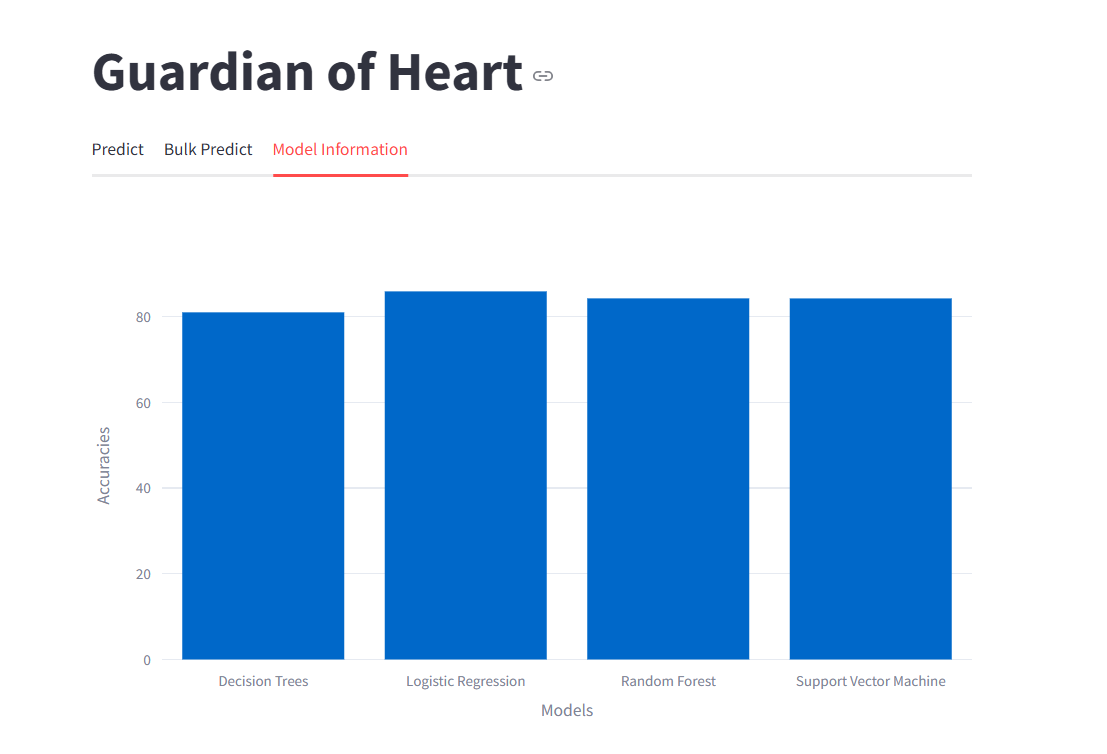 Guardian of Heart
Predict Bulk Predict Model Information
80
60
40
20
0
Accuracies
Decision Trees Logistic Regression Random Forest Support Vector Machine
Models